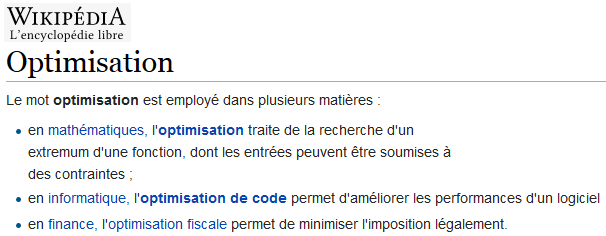 WIKIPÉDIA
L'encyclopédie libre
Optimisation
Le mot optimisation est employé dans plusieurs matières :
en mathématiques, l'optimisation traite de la recherche d'un
extremum d'une fonction, dont les entrées peuvent être soumises à
des contraintes ;
en informatique, l'optimisation de code permet d'améliorer les performances d'un logiciel
en finance, l'optimisation fiscale permet de minimiser l'imposition légalement.